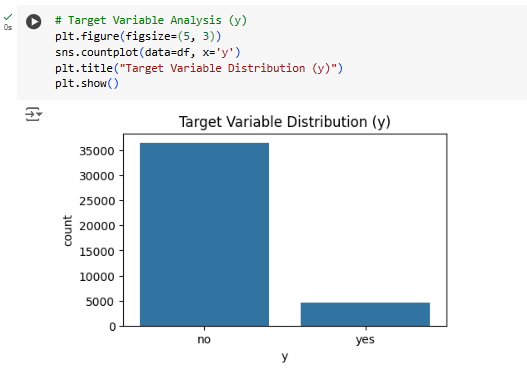 # Target Variable Analysis (y)
plt.figure(figsize=(5, 3))
sns.countplot(data=df, x='y')
plt.title("Target Variable Distribution (y)")
plt.show()
0s
Target Variable Distribution (y)
35000
30000
25000
20000
15000
10000
5000
0
count
no yes
y